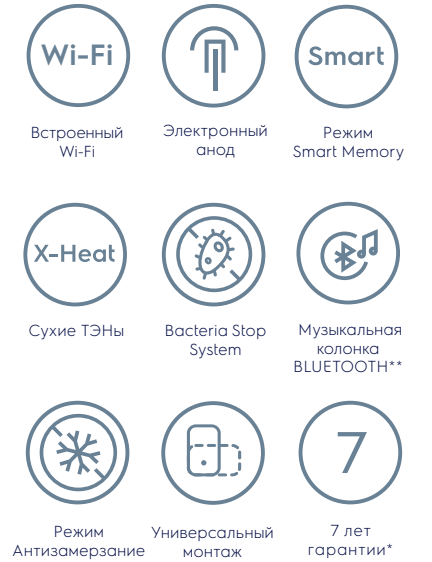 Wi-Fi
Встроенный
Wi-Fi
Электронный
анод
Smart
Режим
Smart Memory
X-Heat
Сухие ТЭНы
Bacteria Stop
System
Музыкальная
колонка
BLUETOOTH**
Режим
Антизамерзание
Универсальный
монтаж
7
7 лет
гарантии*